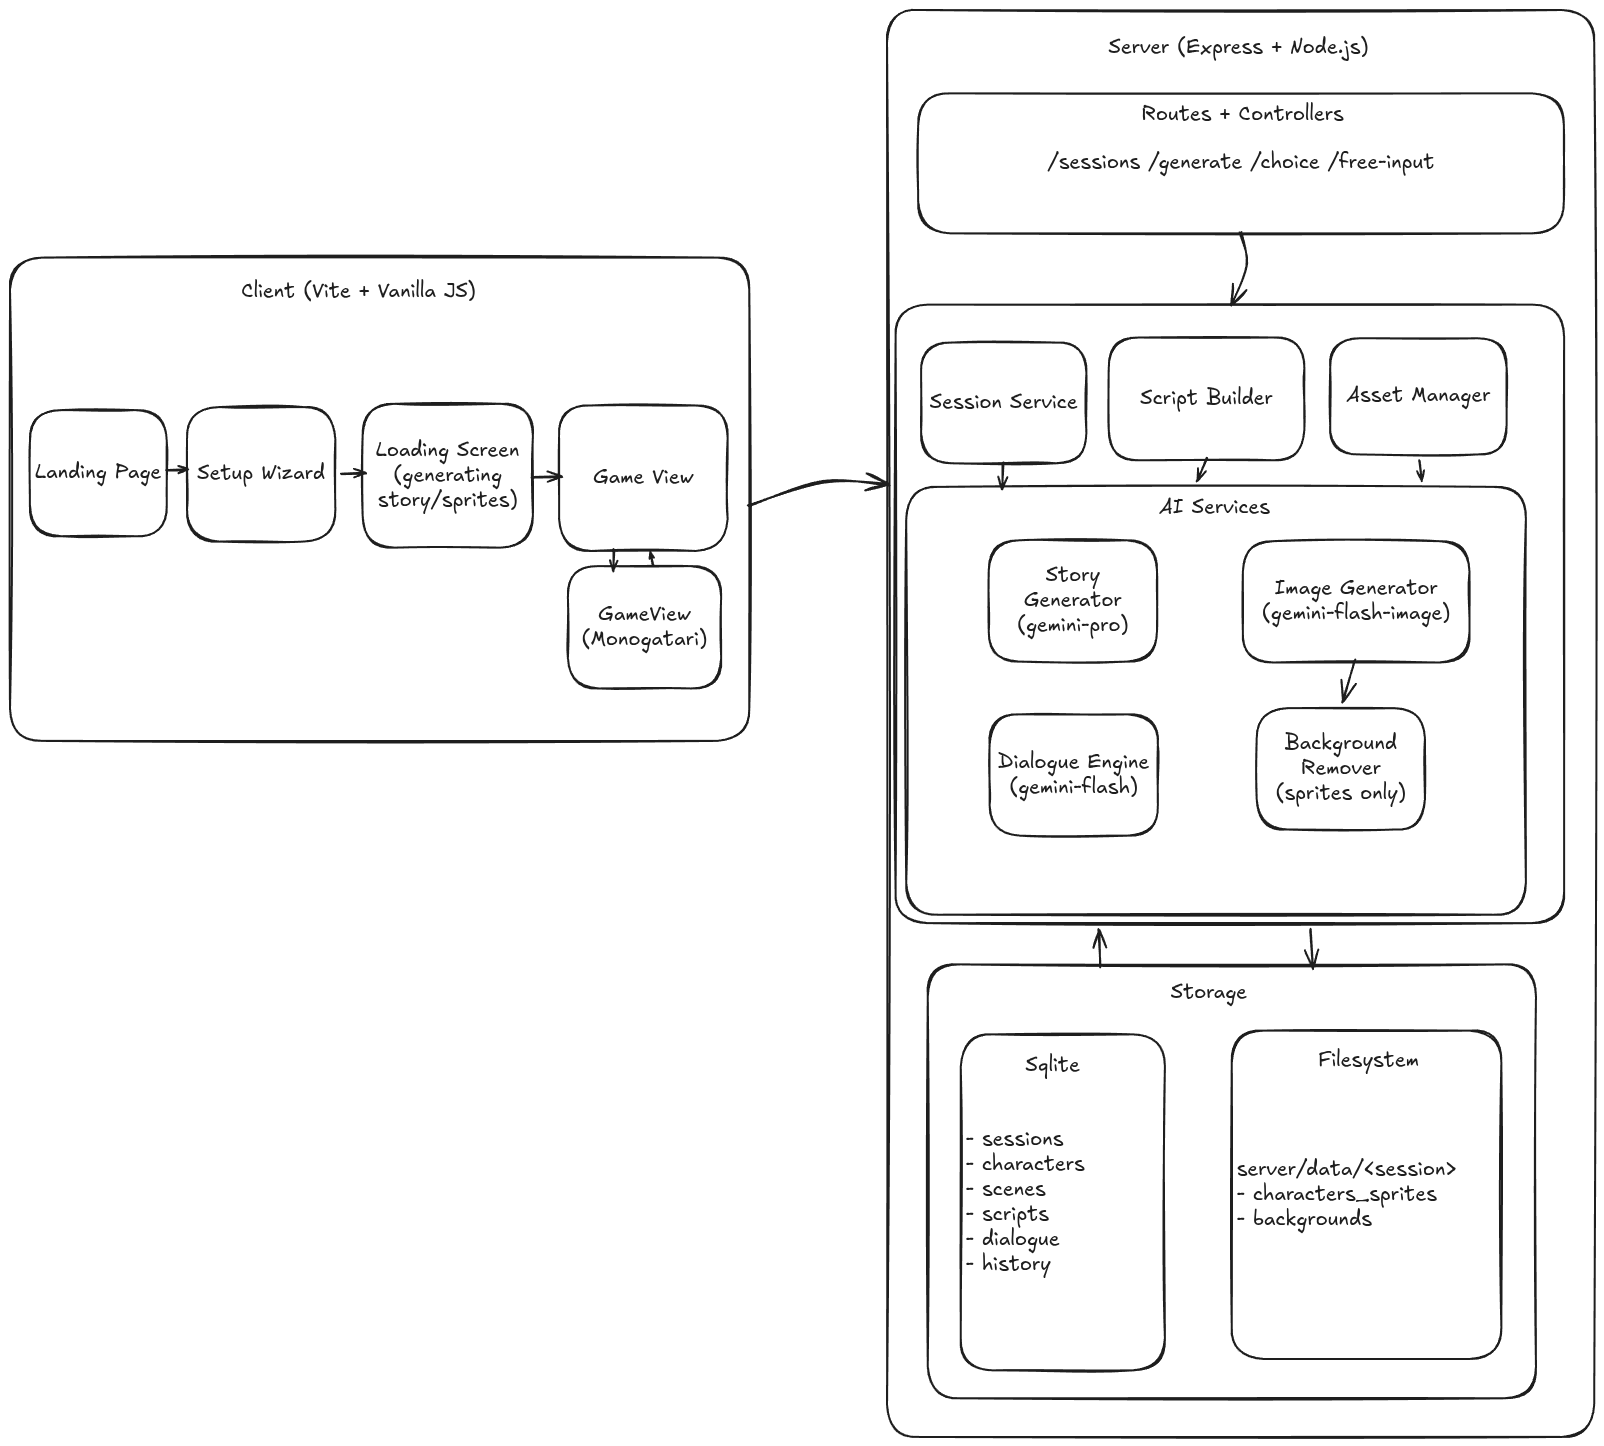 Client (Vite + Vanilla JS)
Landing Page
Setup Wizard
Loading Screen
(generating
story/sprites)
Game View
GameView
(Monogatari)
Server (Express + Node.js)
Routes + Controllers
/sessions /generate /choice /free-input
Session Service
Script Builder
Asset Manager
AI Services
Story
Generator
(gemini-pro)
Image Generator
(gemini-flash-image)
Dialogue Engine
(gemini-flash)
Background
Remover
(sprites only)
Storage
Sqlite
- sessions
- characters
- scenes
- scripts
- dialogue
- history
Filesystem
server/data/<session>
- characters_sprites
- backgrounds